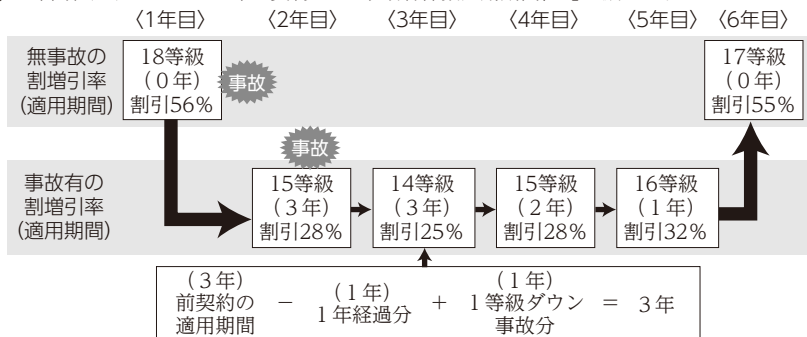 〈1年目〉 〈2年目〉 〈3年目〉 〈4年目〉 〈5年目〉 〈6年目〉
無事故の
割増引率
(適用期間)
18等級
(0年)
割引56%
事故
17等級
(0年)
割引55%
事故
事故有の
割増引率
(適用期間)
15等級
(3年)
割引28%
14等級
(3年)
割引25%
15等級
(2年)
割引28%
16等級
(1年)
割引32%
(3年)
前契約の
適用期間
−
(1年)
1年経過分
+
(1年)
1等級ダウン
事故分
= 3年